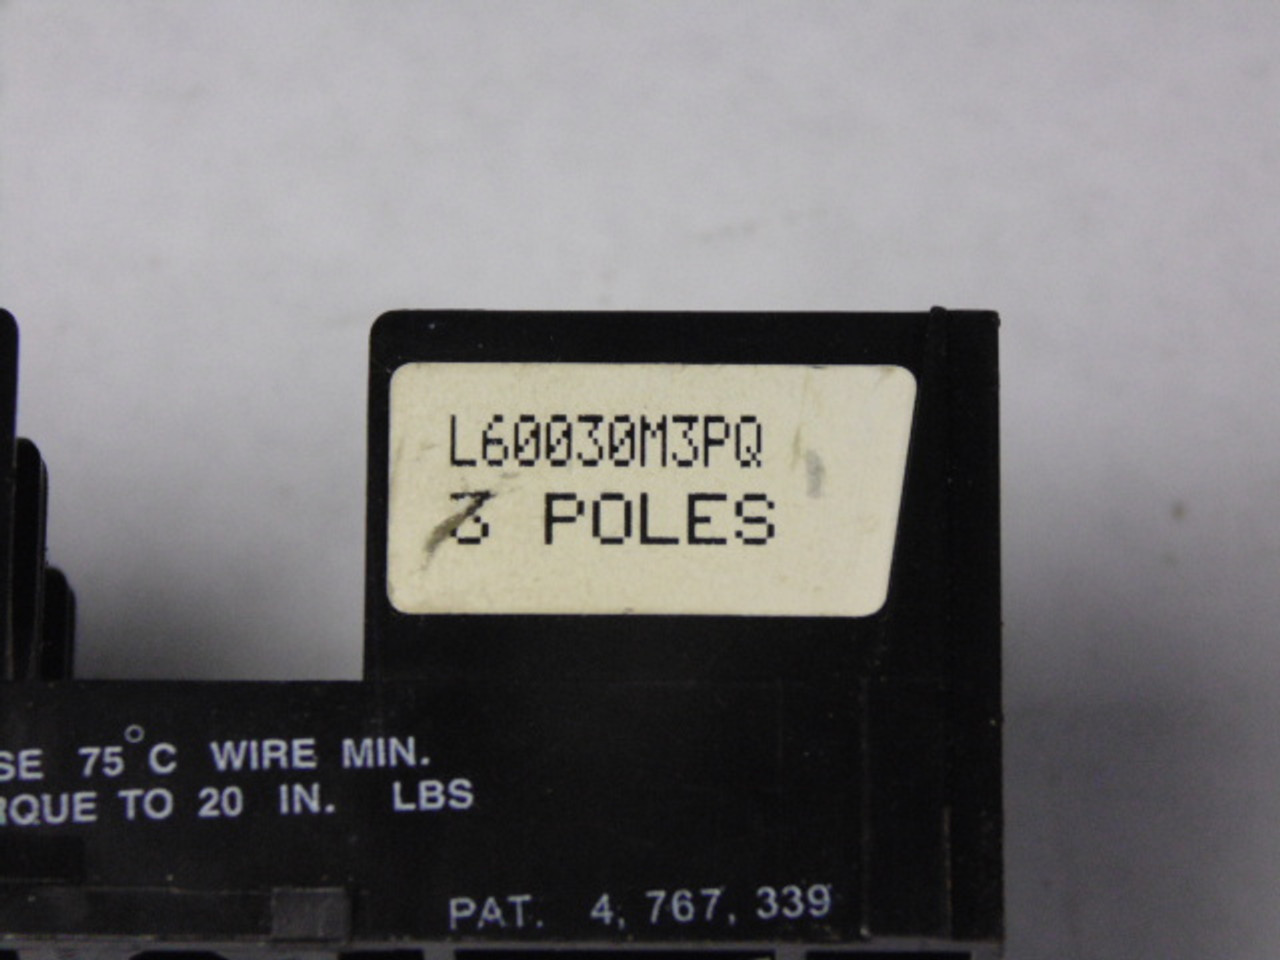 L60030M3PQ
3 POLES
SE 75°C WIRE MIN.
RQUE TO 20 IN. LBS
PAT. 4,767,339